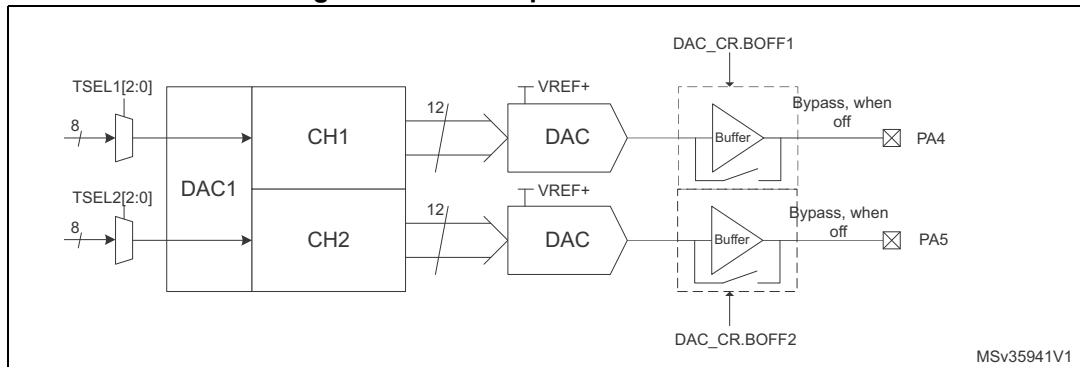 DAC_CR.BOFF1
TSEL1[2:0]
8
12
VREF+
CH1
DAC
Buffer
Bypass, when
off
PA4
DAC1
TSEL2[2:0]
8
12
VREF+
CH2
DAC
Buffer
Bypass, when
off
PA5
DAC_CR.BOFF2
MSv35941V1